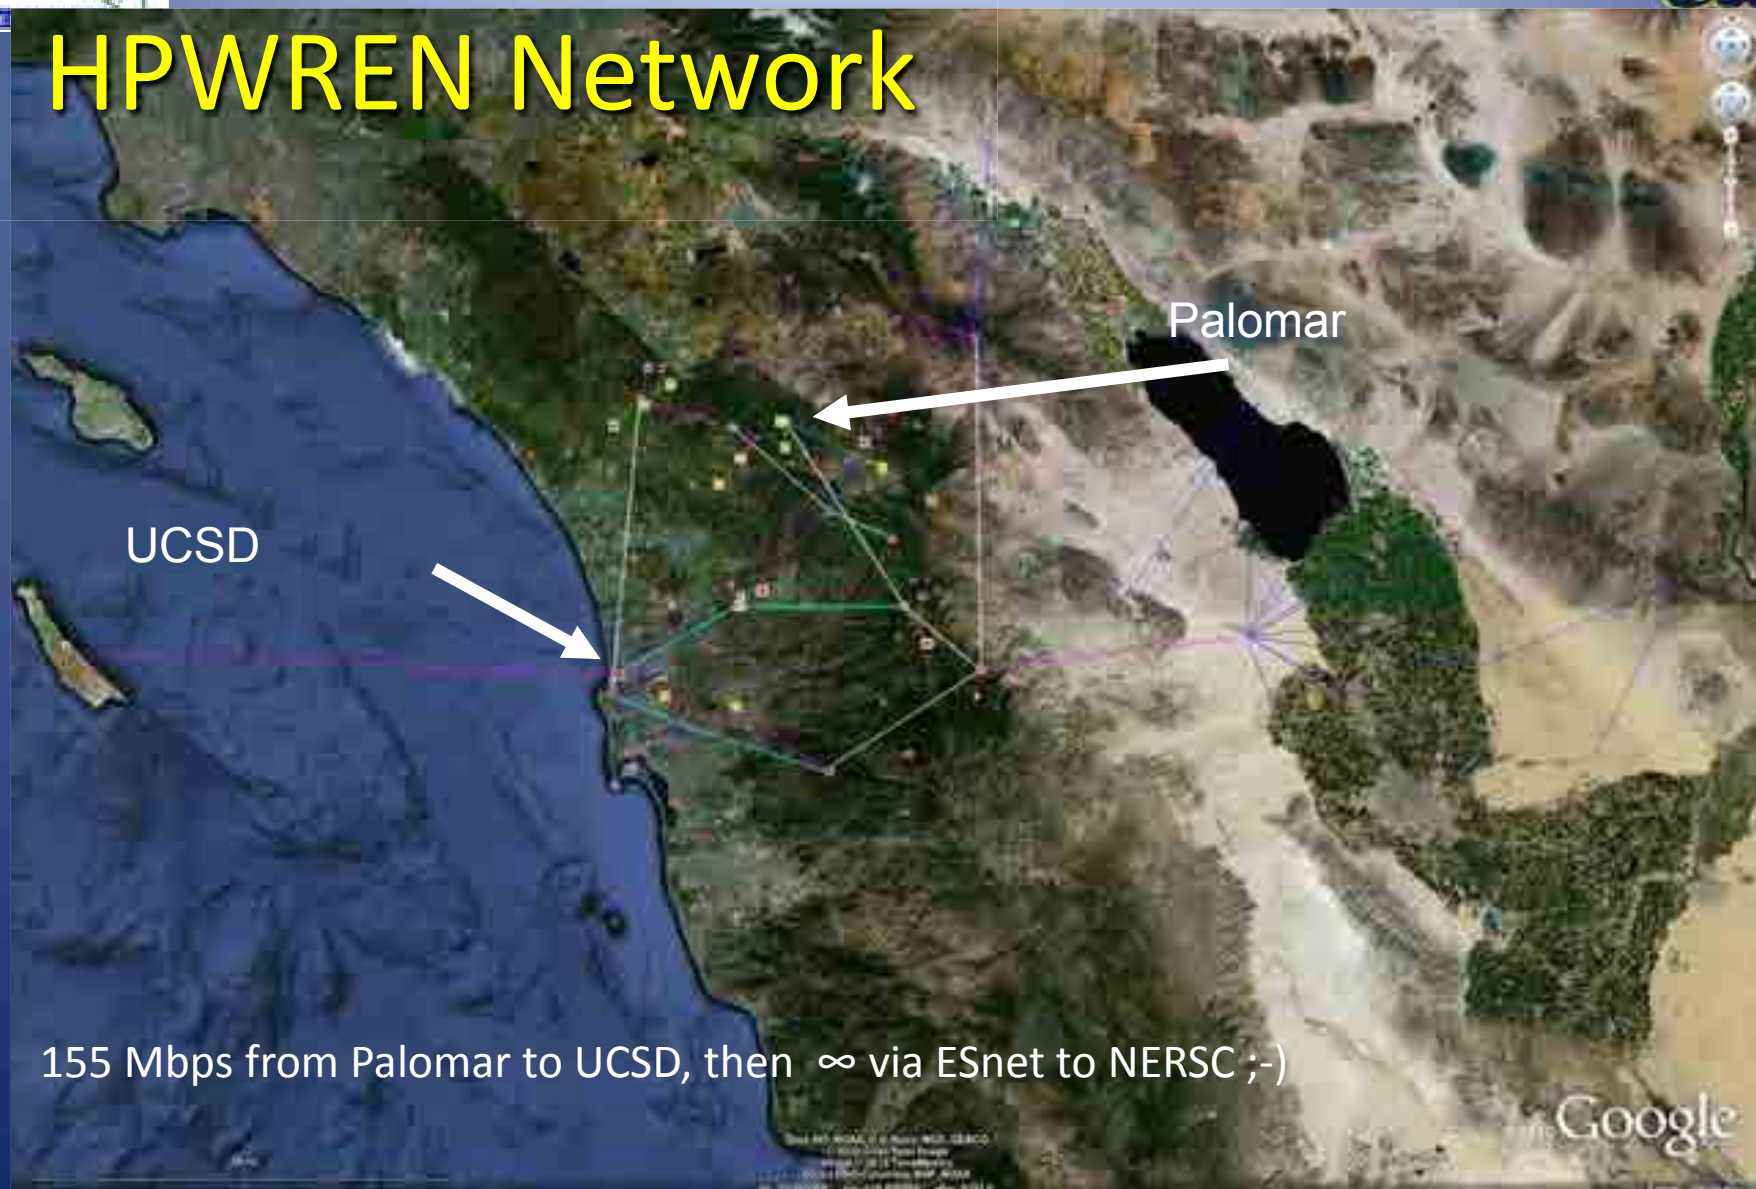 HPWREN Network
Palomar
UCSD
155 Mbps from Palomar to UCSD, then ∞ via ESnet to NERSC ;-)
Google